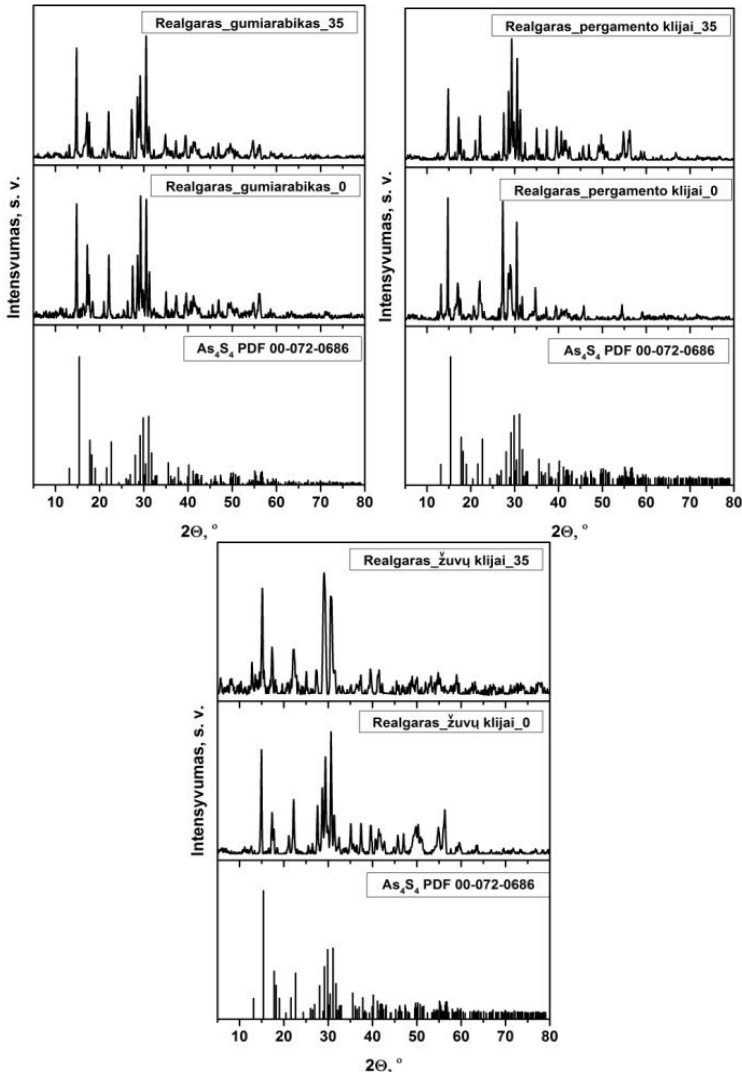 Realgaras_gumiarabikas_35
Realgaras_gumiarabikas_0
As₄S₄ PDF 00-072-0686
Intensvumas, s. v.
10 20 30 40 50 60 70 80
2Θ, °
Realgaras_pergamento klijai_35
Realgaras_pergamento klijai_0
As₄S₄ PDF 00-072-0686
Intensyvumas, s. v.
10 20 30 40 50 60 70 80
2Θ, °
Realgaras_žuvų klijai_35
Realgaras_žuvų klijai_0
As₄S₄ PDF 00-072-0686
Intensyvumas, s. v.
10 20 30 40 50 60 70 80
2Θ, °